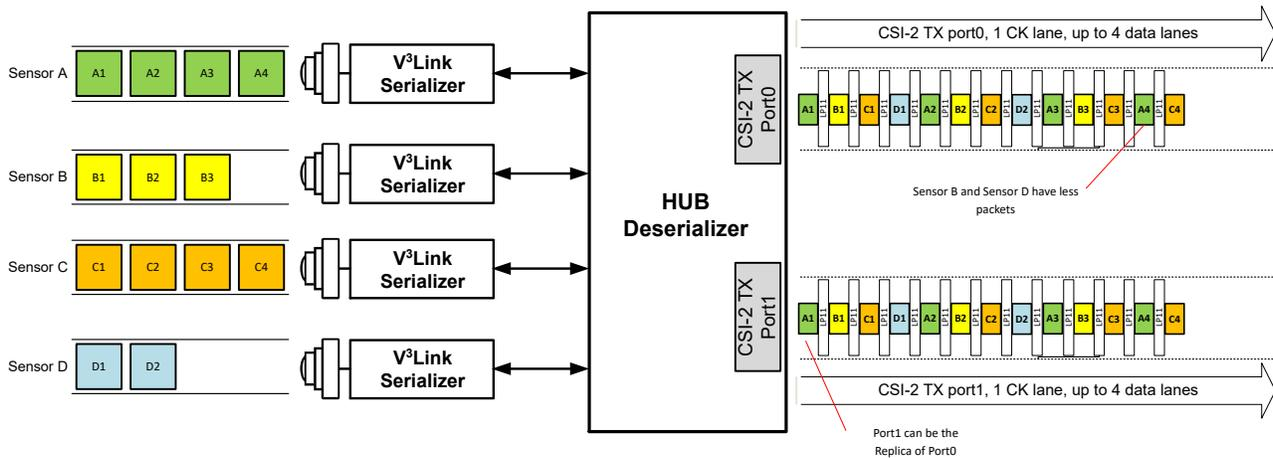 CSI-2 TX port0, 1 CK lane, up to 4 data lanes
Sensor A
A1 A2 A3 A4
V³Link
Serializer
CSI-2 TX
Port0
A1 LP11 B1 LP11 C1 LP11 D1 LP11 A2 LP11 B2 LP11 C2 LP11 D2 LP11 A3 LP11 B3 LP11 C3 LP11 A4 LP11 C4
Sensor B
B1 B2 B3
V³Link
Serializer
Sensor B and Sensor D have less
packets
HUB
Deserializer
Sensor C
C1 C2 C3 C4
V³Link
Serializer
CSI-2 TX
Port1
A1 LP11 B1 LP11 C1 LP11 D1 LP11 A2 LP11 B2 LP11 C2 LP11 D2 LP11 A3 LP11 B3 LP11 C3 LP11 A4 LP11 C4
Sensor D
D1 D2
V³Link
Serializer
CSI-2 TX port1, 1 CK lane, up to 4 data lanes
Port1 can be the
Replica of Port0